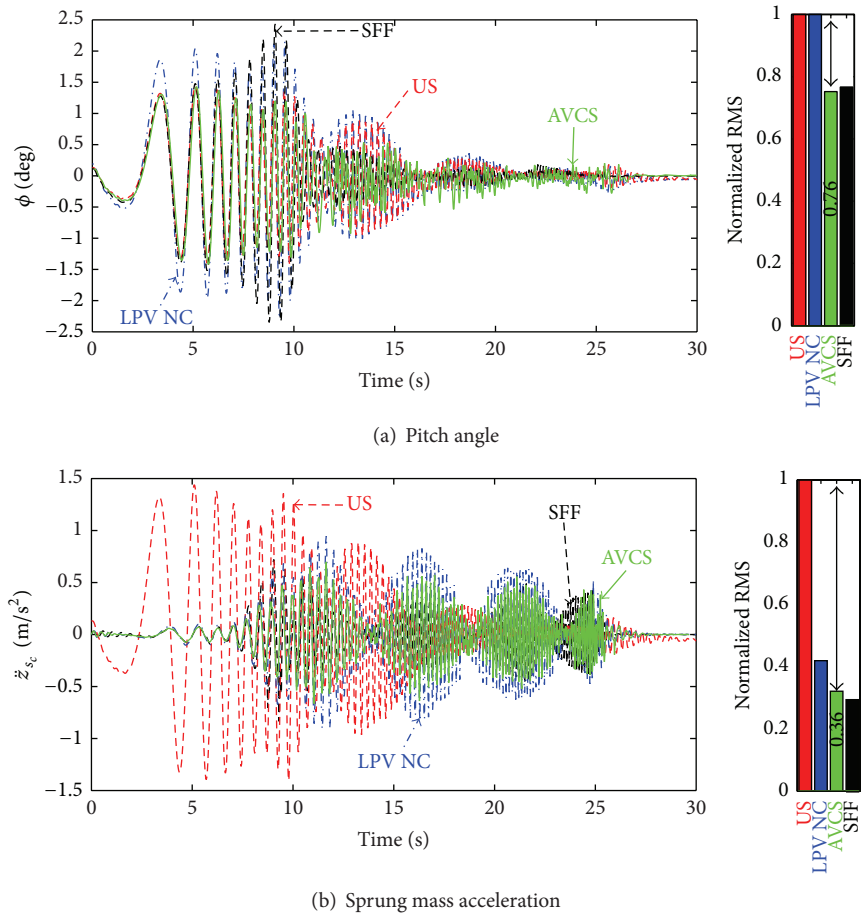 2.5
2
1.5
1
0.5
0
-0.5
-1
-1.5
-2
-2.5
ϕ (deg)
SFF
US
AVCS
LPV NC
0 5 10 15 20 25 30
Time (s)
1
0.8
0.6
0.4
0.2
0
Normalized RMS
0.76
US
LPV NC
AVCS
SFF
(a) Pitch angle
1.5
1
0.5
0
-0.5
-1
-1.5
z̈sc (m/s²)
US
SFF
AVCS
LPV NC
0 5 10 15 20 25 30
Time (s)
1
0.8
0.6
0.4
0.2
0
Normalized RMS
0.36
US
LPV NC
AVCS
SFF
(b) Sprung mass acceleration